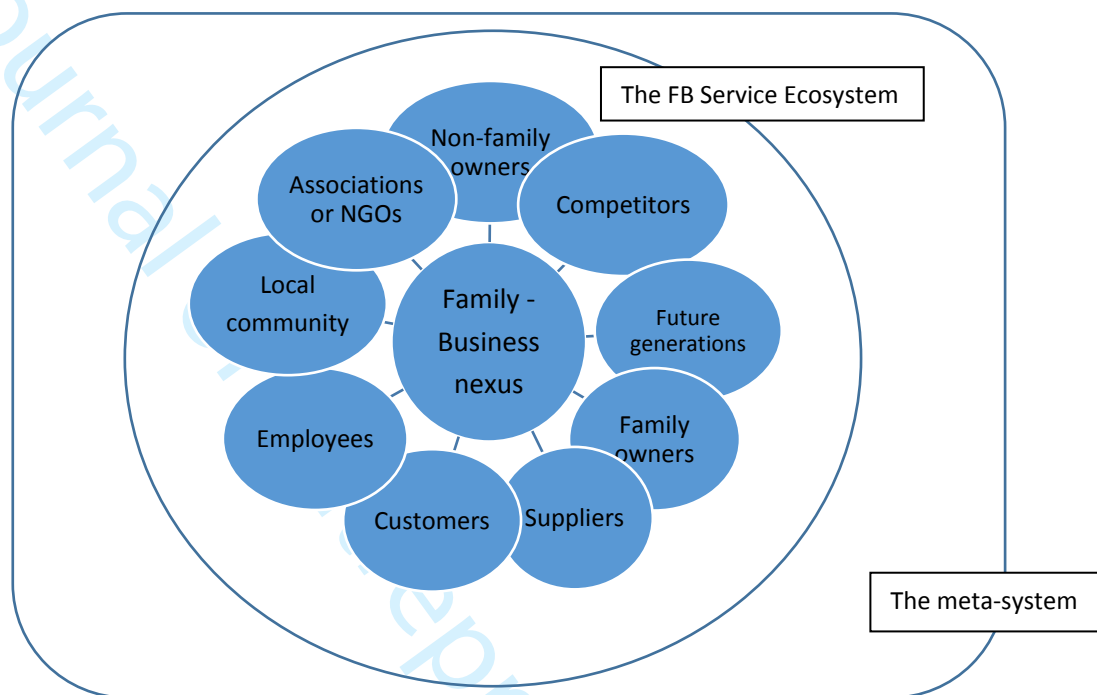 The FB Service Ecosystem
Non-family
owners
Associations
or NGOs
Competitors
Local
community
Family -
Business
nexus
Future
generations
Employees
Family
owners
Customers
Suppliers
The meta-system